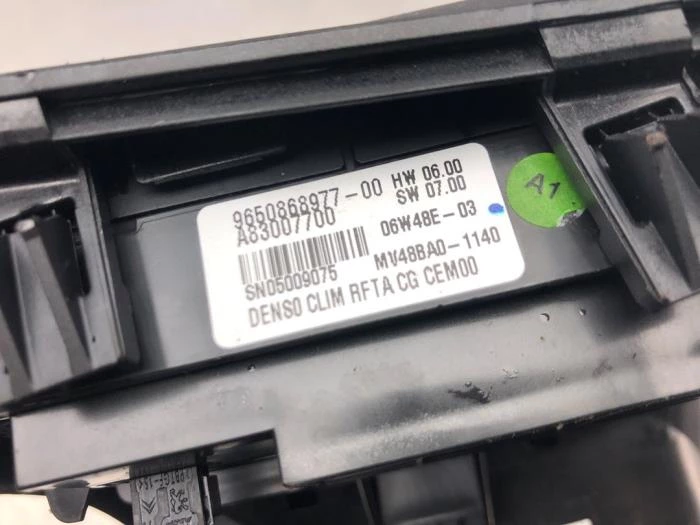 9650868977-00 HW 06.00
A83007700 SW 07.00
06W48E-03
MV48BA0-1140
SN05009075
DENSO CLIM RFTA CG CEM00
A1